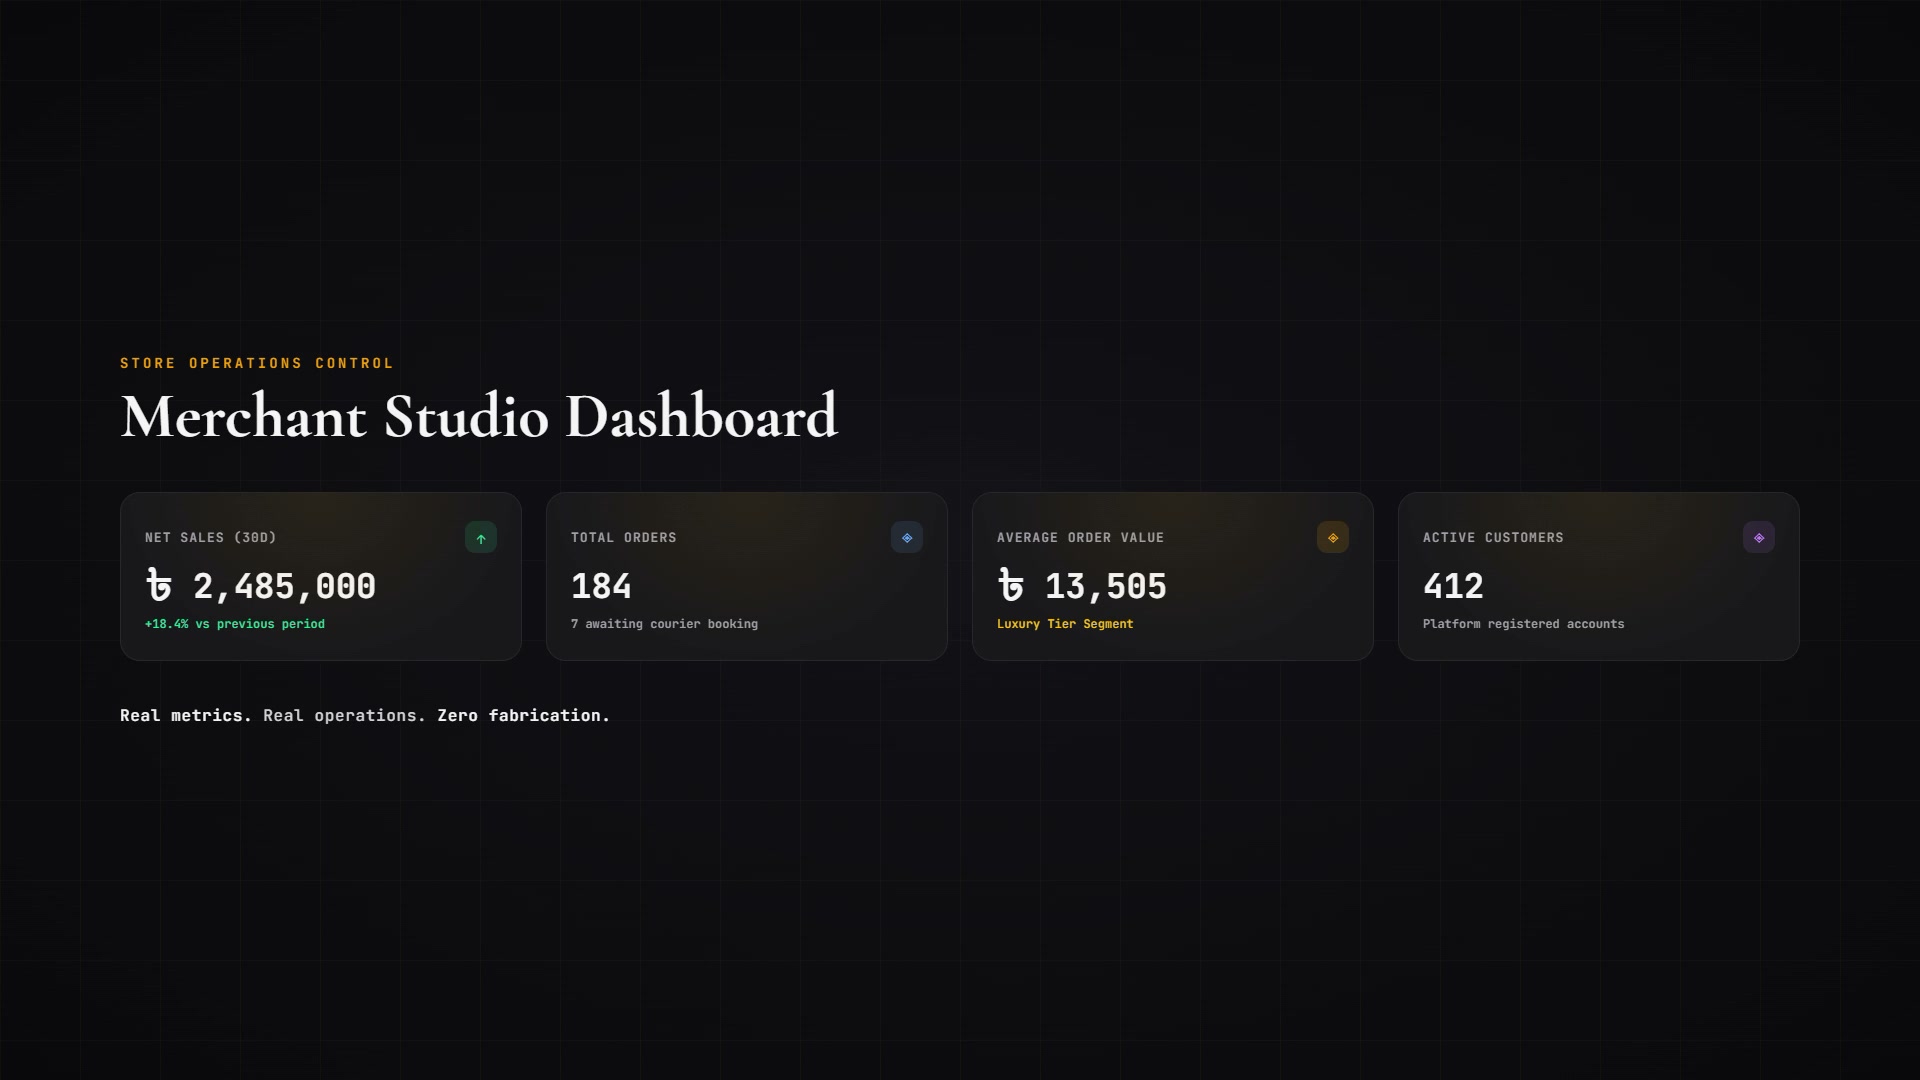 STORE OPERATIONS CONTROL
Merchant Studio Dashboard
NET SALES (30D)
↑
৳ 2,485,000
+18.4% vs previous period
TOTAL ORDERS
◈
184
7 awaiting courier booking
AVERAGE ORDER VALUE
◈
৳ 13,505
Luxury Tier Segment
ACTIVE CUSTOMERS
◈
412
Platform registered accounts
Real metrics. Real operations. Zero fabrication.